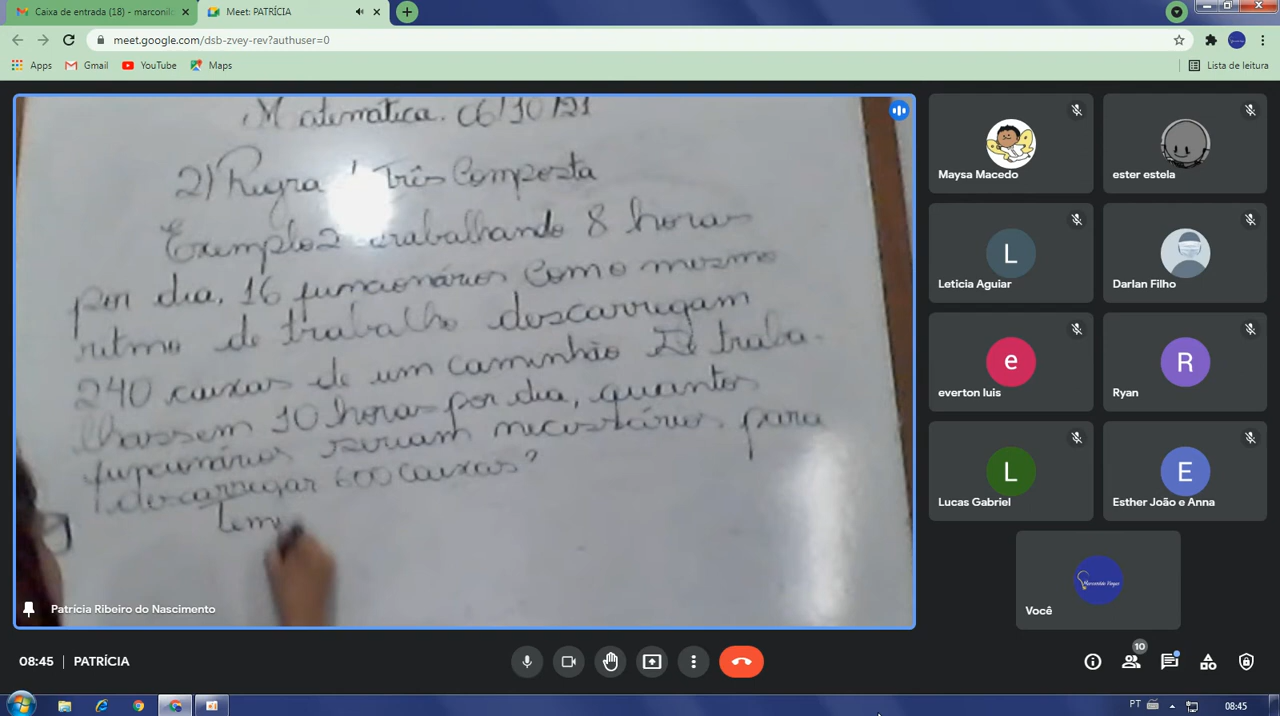 Caixa de entrada (18) - marconil
Meet: PATRÍCIA
meet.google.com/dsb-zvey-rev?authuser=0
Apps
Gmail
YouTube
Maps
Lista de leitura
Matemática. 06/10/21
2) Regra Três Composta
Exemplo 2 trabalhando 8 horas
por dia, 16 funcionários com o mesmo
ritmo de trabalho descarregam
240 caixas de um caminhão Se traba-
lhassem 10 horas por dia, quantos
funcionários seriam necessários para
descarregar 600 caixas?
Patrícia Ribeiro do Nascimento
Maysa Macedo
ester estela
L
Leticia Aguiar
Darlan Filho
e
everton luis
R
Ryan
L
Lucas Gabriel
E
Esther João e Anna
Você
08:45 | PATRÍCIA
10
PT
08:45